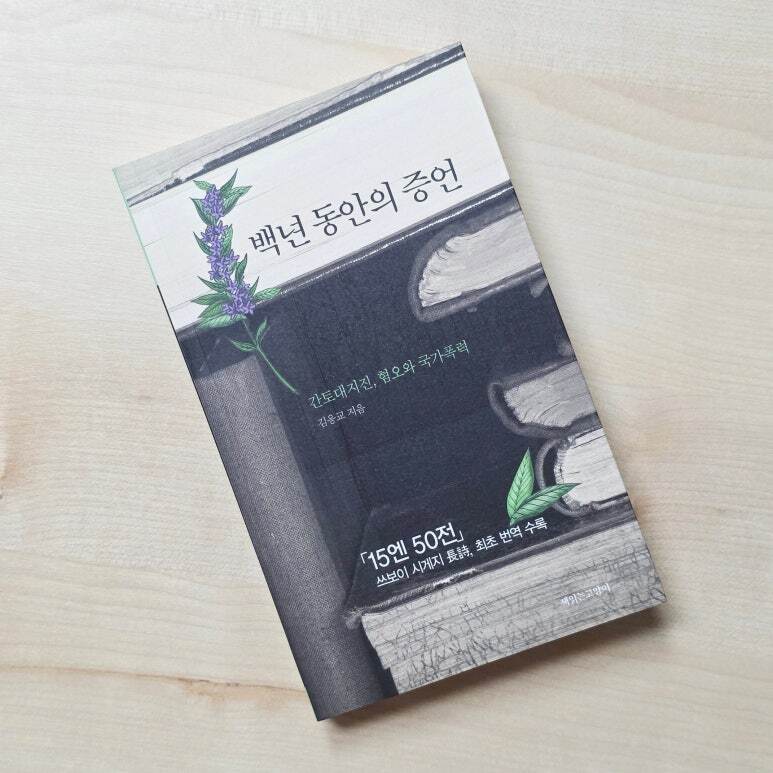 백년 동안의 증언
간토대지진, 혐오와 국가폭력
김응교 지음
「15엔 50전」
쓰보이 시게지 長詩, 최초 번역 수록
책읽는고양이